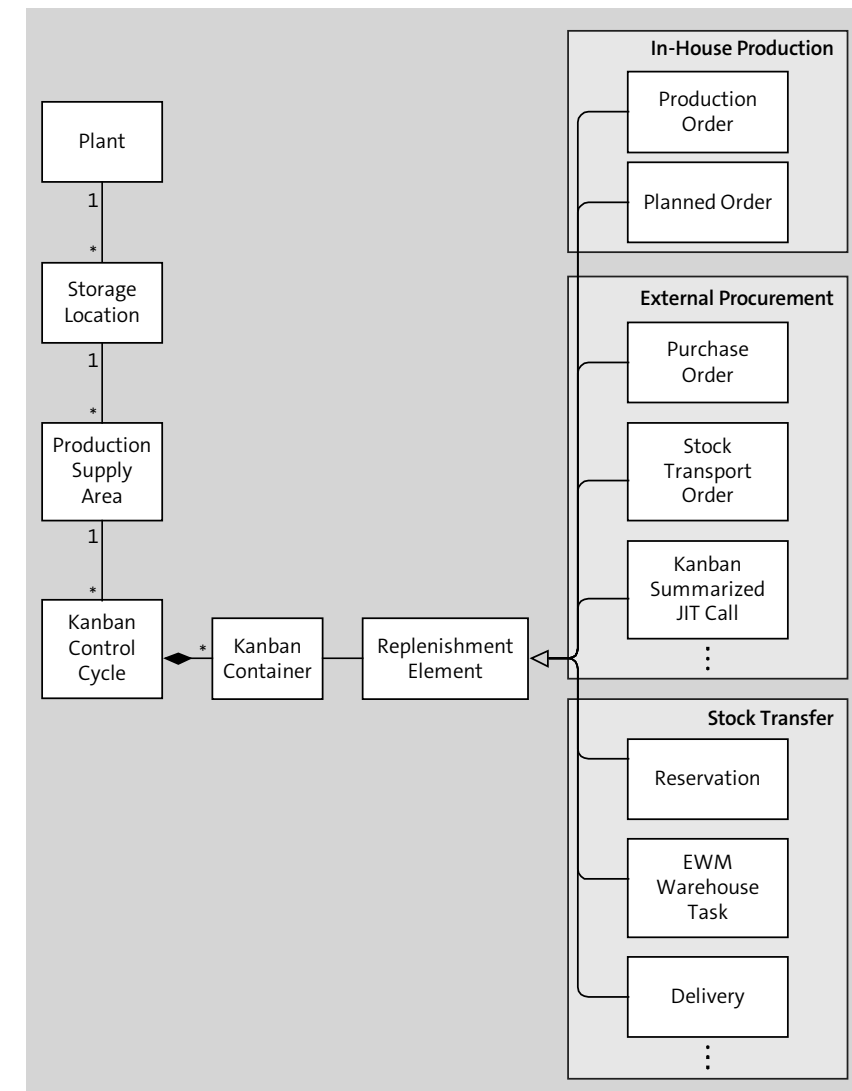 In-House Production
Production
Order
Planned Order
Plant
1
*
Storage
Location
1
*
Production
Supply
Area
1
*
Kanban
Control
Cycle
*
Kanban
Container
Replenishment
Element
External Procurement
Purchase
Order
Stock
Transport
Order
Kanban
Summarized
JIT Call
Stock Transfer
Reservation
EWM
Warehouse
Task
Delivery